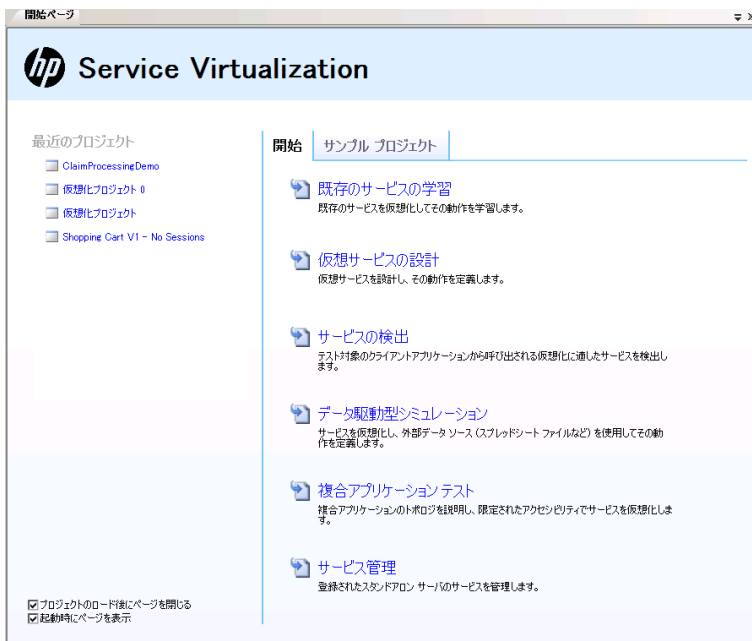 開始ページ
hp Service Virtualization
最近のプロジェクト
ClaimProcessingDemo
仮想化プロジェクト 0
仮想化プロジェクト
Shopping Cart V1 - No Sessions
開始
サンプル プロジェクト
既存のサービスの学習
既存のサービスを仮想化してその動作を学習します。
仮想サービスの設計
仮想サービスを設計し、その動作を定義します。
サービスの検出
テスト対象のクライアントアプリケーションから呼び出される仮想化に適したサービスを検出し
ます。
データ駆動型シミュレーション
サービスを仮想化し、外部データ ソース (スプレッドシート ファイルなど) を使用してその動
作を定義します。
複合アプリケーション テスト
複合アプリケーションのトポロジを説明し、限定されたアクセシビリティでサービスを仮想化しま
す。
サービス管理
登録されたスタンドアロン サーバのサービスを管理します。
プロジェクトのロード後にページを閉じる
起動時にページを表示